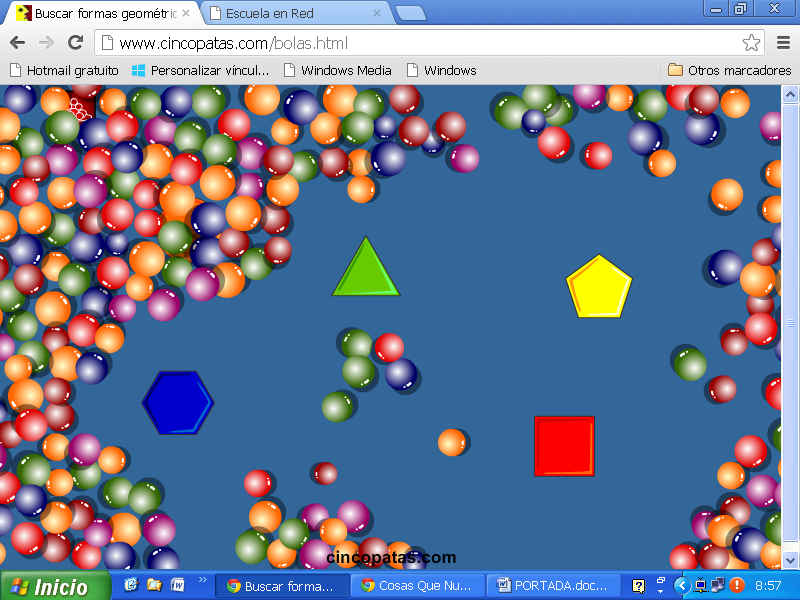 Buscar formas geométric
Escuela en Red
www.cincopatas.com/bolas.html
Hotmail gratuito
Personalizar víncul...
Windows Media
Windows
Otros marcadores
cincopatas.com
Inicio
Buscar forma...
Cosas Que Nu...
PORTADA.doc...
8:57